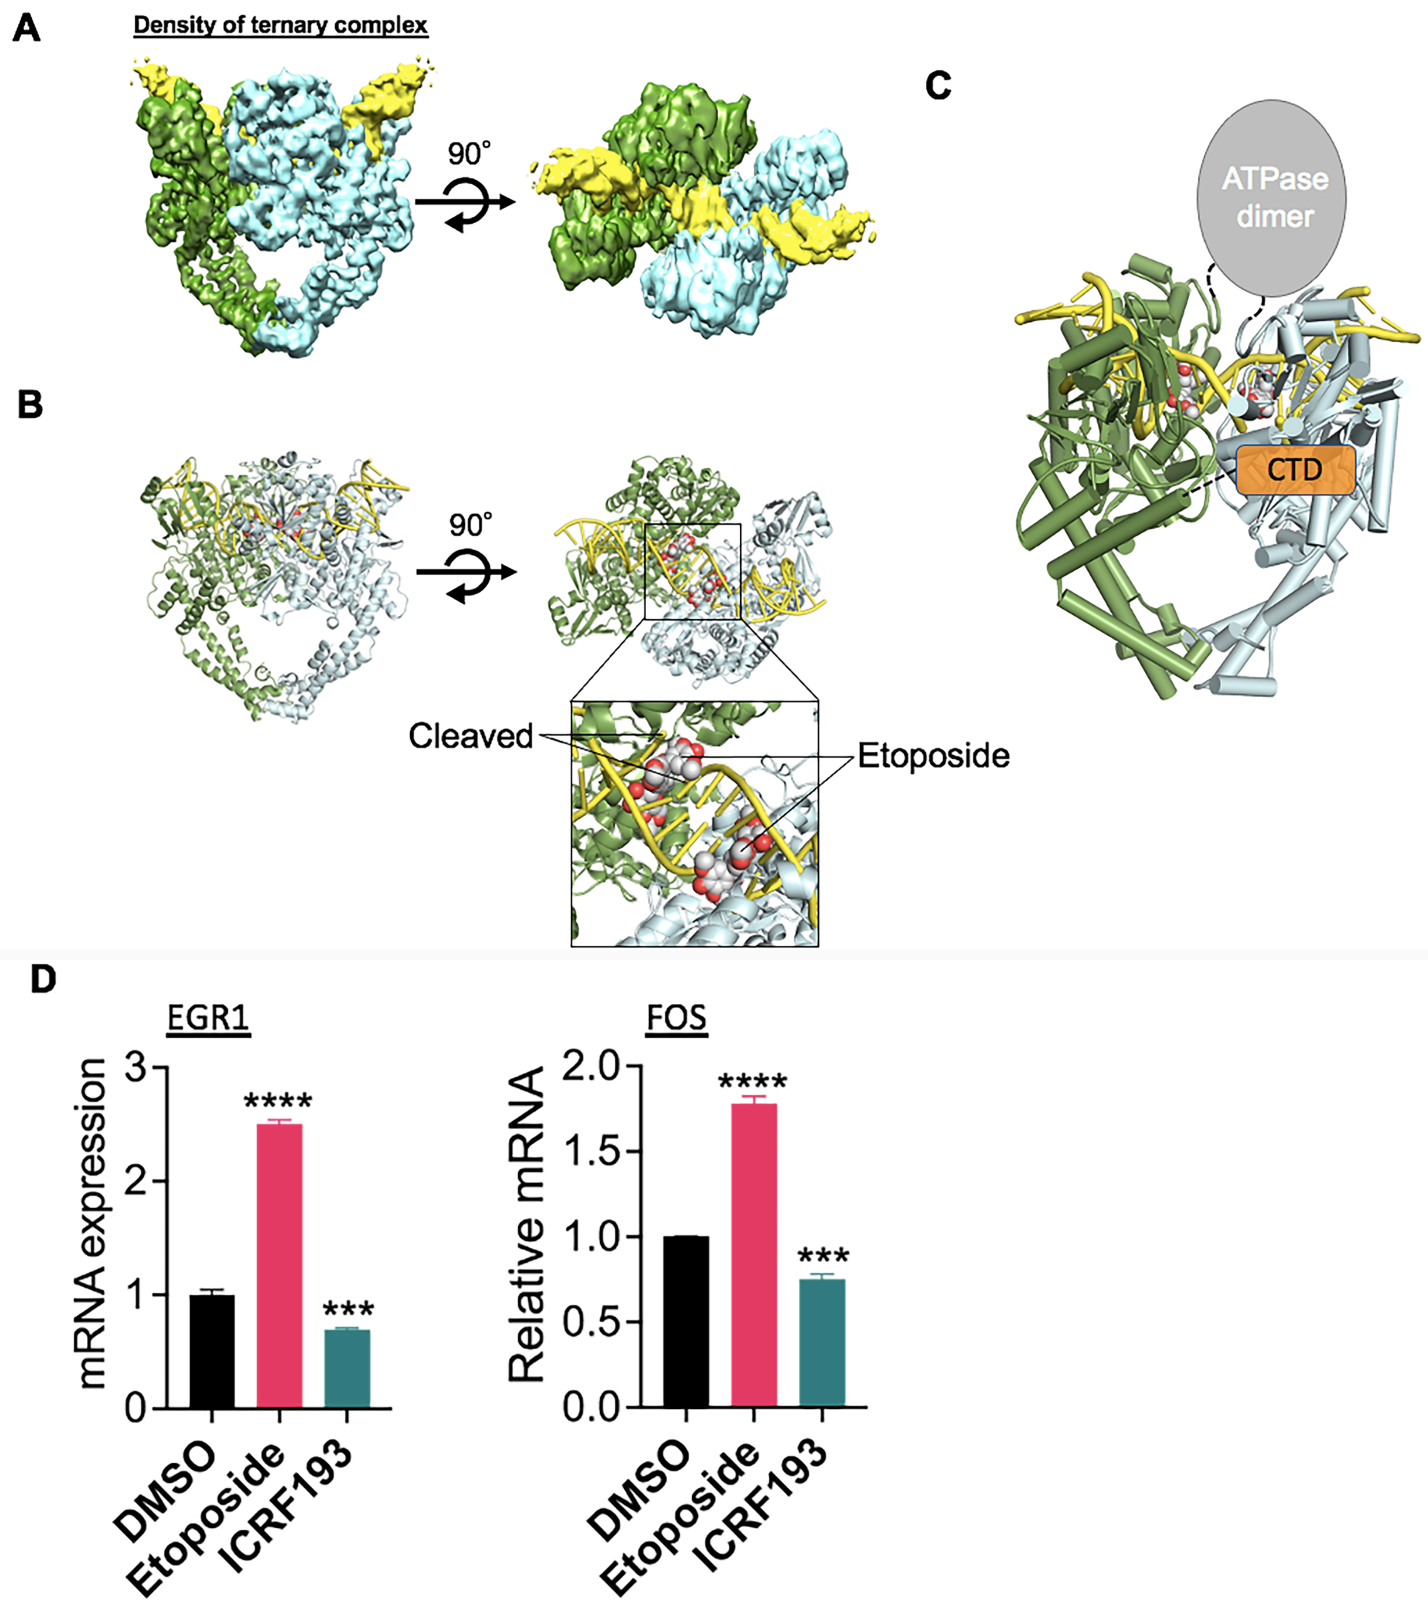 A
Density of ternary complex
90°
C
ATPase
dimer
CTD
B
90°
Cleaved
Etoposide
D
EGR1
mRNA expression
3
2
1
0
****
***
DMSO
Etoposide
ICRF193
FOS
Relative mRNA
2.0
1.5
1.0
0.5
0.0
****
***
DMSO
Etoposide
ICRF193